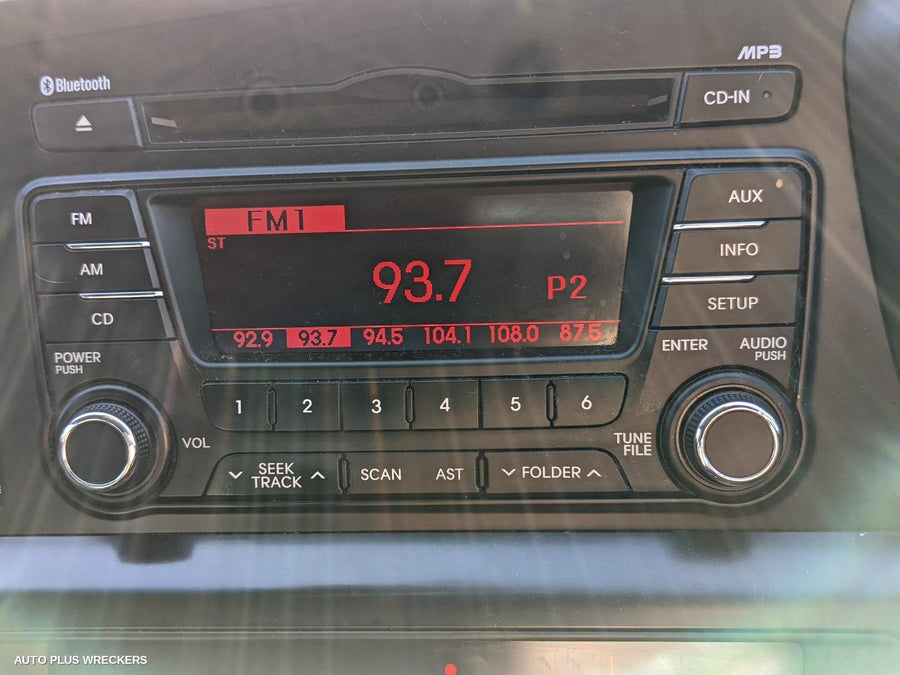 MP3
Bluetooth
CD-IN
FM
AM
CD
FM1
ST
93.7 P2
92.9 93.7 94.5 104.1 108.0 87.5
AUX
INFO
SETUP
POWER
PUSH
ENTER
AUDIO
PUSH
1 2 3 4 5 6
VOL
TUNE
FILE
SEEK
TRACK
SCAN
AST
FOLDER
AUTO PLUS WRECKERS